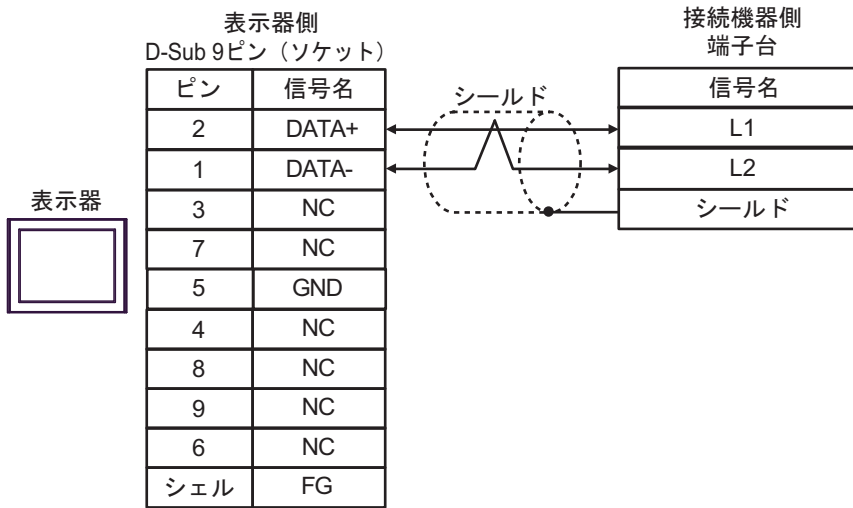 表示器側
D-Sub 9ピン（ソケット）
接続機器側
端子台
ピン 信号名 シールド 信号名
2 DATA+ L1
1 DATA- L2
表示器
3 NC シールド
7 NC
5 GND
4 NC
8 NC
9 NC
6 NC
シェル FG